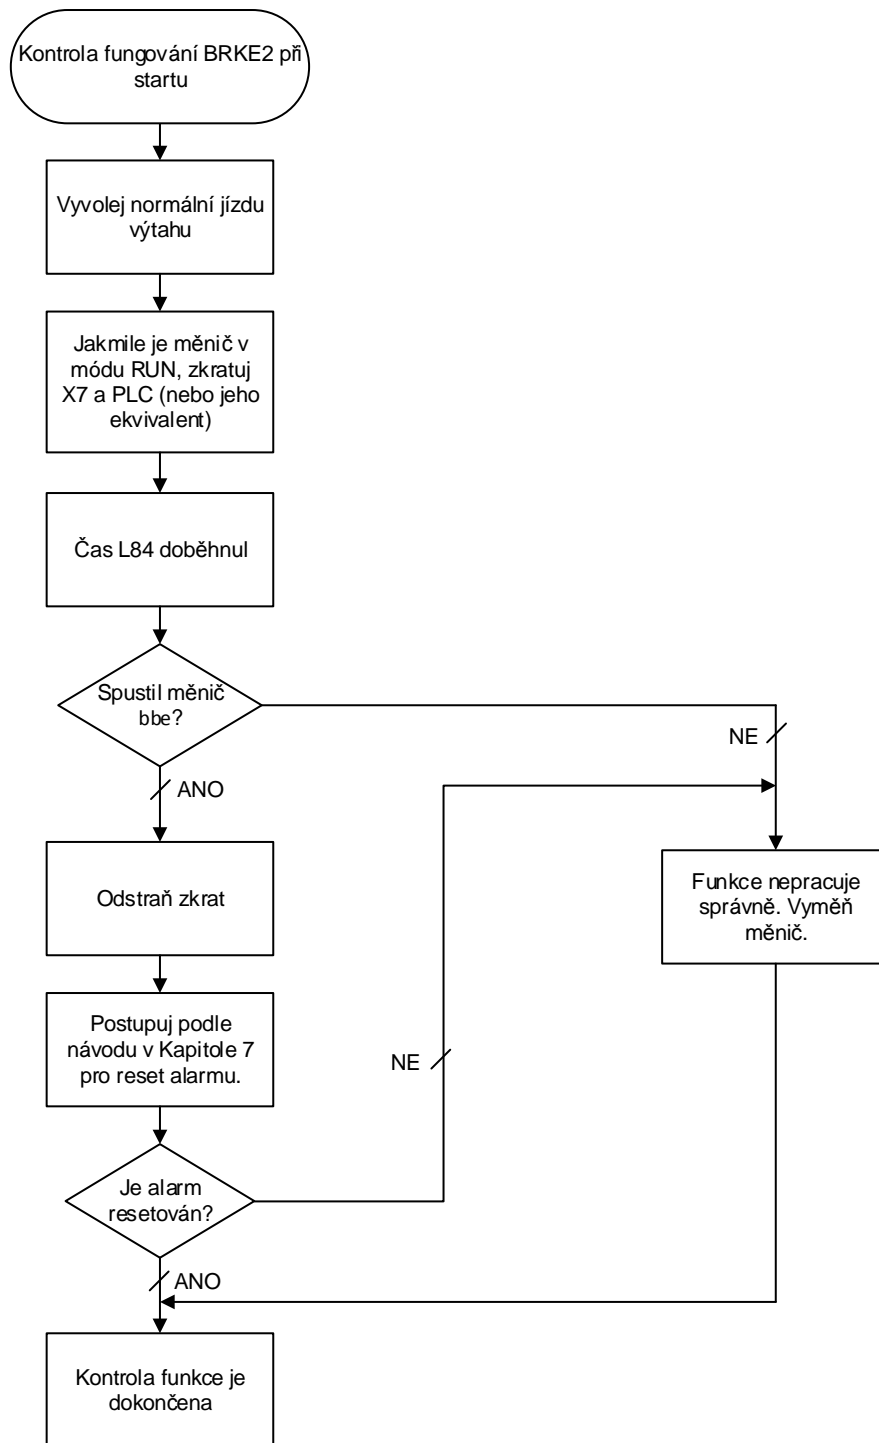 Kontrola fungování BRKE2 při
startu
Vyvolej normální jízdu
výtahu
Jakmile je měnič v
módu RUN, zkratuj
X7 a PLC (nebo jeho
ekvivalent)
Čas L84 doběhnul
Spustil měnič
bbe?
NE
ANO
Odstraň zkrat
Funkce nepracuje
správně. Vyměň
měnič.
Postupuj podle
návodu v Kapitole 7
pro reset alarmu.
NE
Je alarm
resetován?
ANO
Kontrola funkce je
dokončena